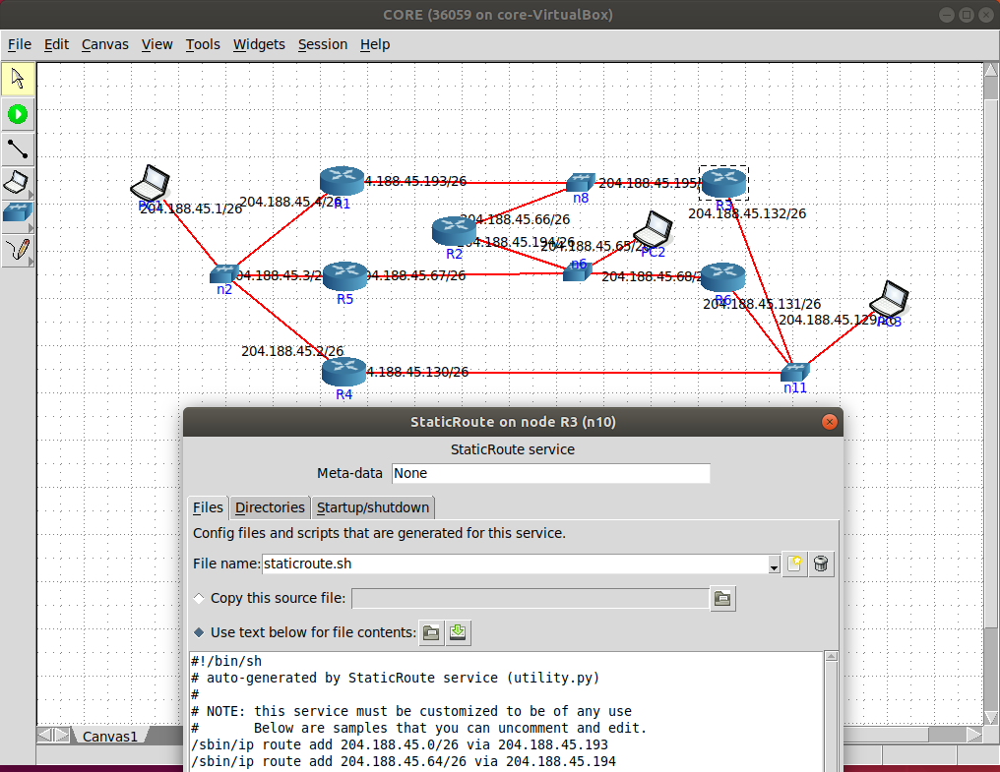 CORE (36059 on core-VirtualBox)
File Edit Canvas View Tools Widgets Session Help
4.188.45.193/26
204.188.45.195/
204.188.45.4/26
R1
n8
R3
PC1
204.188.45.1/26
204.188.45.132/26
204.188.45.66/26
204.188.45.194/26
204.188.45.65/26
R2
PC2
n6
04.188.45.3/2
04.188.45.67/26
204.188.45.68/2
n2
R5
R6
204.188.45.131/26
204.188.45.129/26
PC3
204.188.45.2/26
4.188.45.130/26
R4
n11
StaticRoute on node R3 (n10)
StaticRoute service
Meta-data None
Files Directories Startup/shutdown
Config files and scripts that are generated for this service.
File name: staticroute.sh
Copy this source file:
Use text below for file contents:
#!/bin/sh
# auto-generated by StaticRoute service (utility.py)
#
# NOTE: this service must be customized to be of any use
#       Below are samples that you can uncomment and edit.
/sbin/ip route add 204.188.45.0/26 via 204.188.45.193
/sbin/ip route add 204.188.45.64/26 via 204.188.45.194
Canvas1